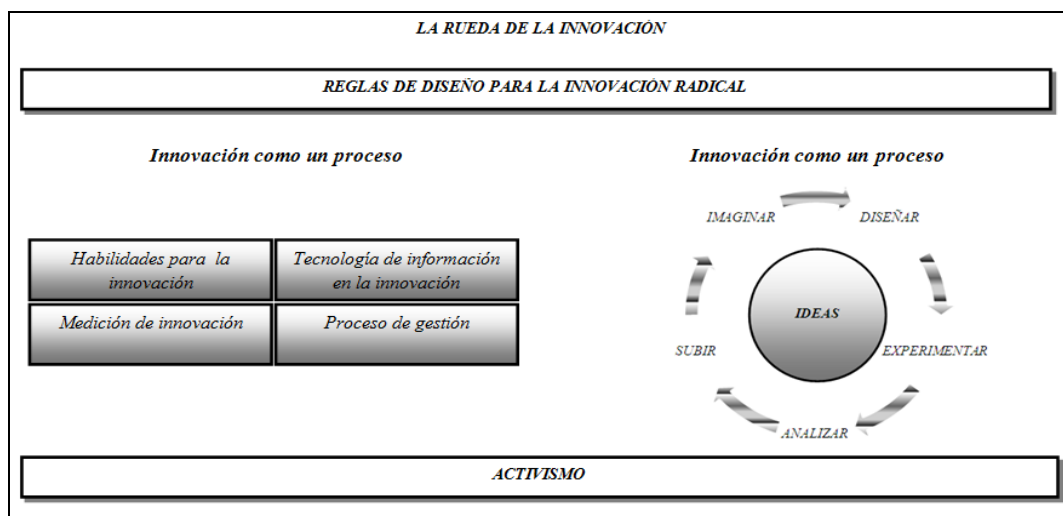 LA RUEDA DE LA INNOVACIÓN
REGLAS DE DISEÑO PARA LA INNOVACIÓN RADICAL
Innovación como un proceso
Habilidades para la
innovación
Tecnología de información
en la innovación
Medición de innovación
Proceso de gestión
Innovación como un proceso
IMAGINAR
DISEÑAR
IDEAS
SUBIR
EXPERIMENTAR
ANALIZAR
ACTIVISMO